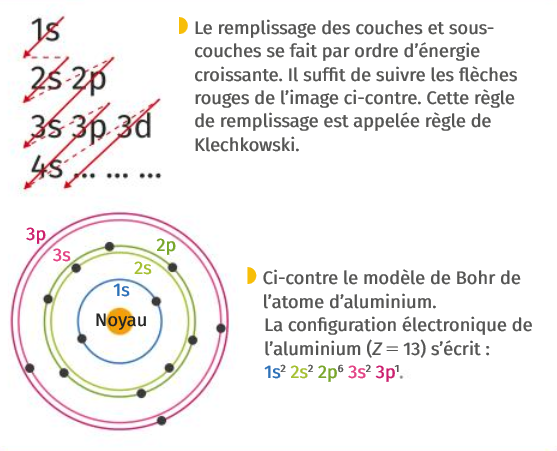 1s
2s 2p
3s 3p 3d
4s ... ... ...
Le remplissage des couches et sous-
couches se fait par ordre d’énergie
croissante. Il suffit de suivre les flèches
rouges de l’image ci-contre. Cette règle
de remplissage est appelée règle de
Klechkowski.
3p
3s
2p
2s
1s
Noyau
Ci-contre le modèle de Bohr de
l’atome d’aluminium.
La configuration électronique de
l’aluminium (Z = 13) s’écrit :
1s² 2s² 2p⁶ 3s² 3p¹.